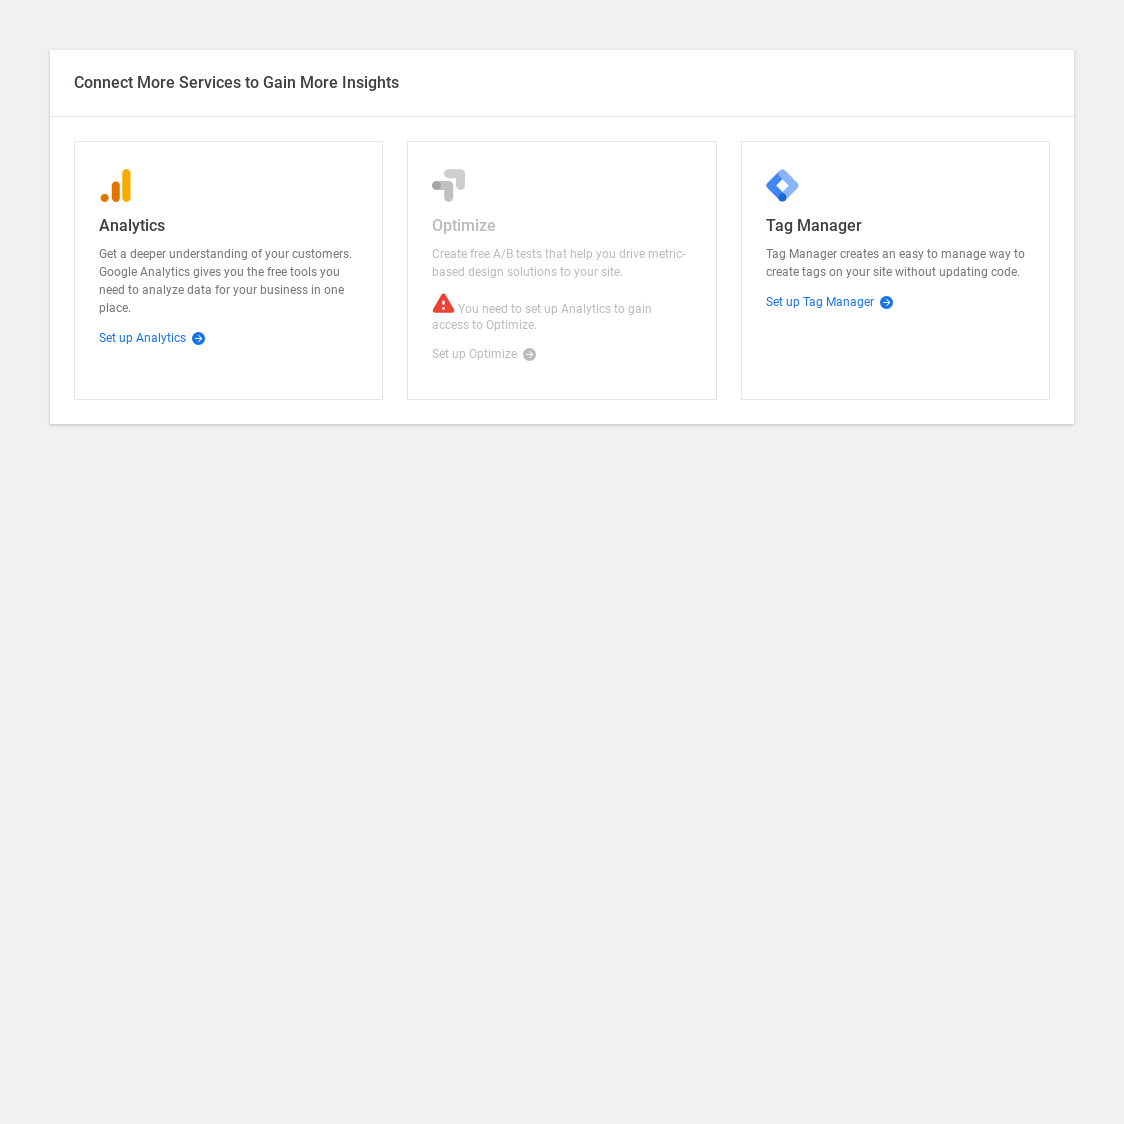 Connect More Services to Gain More Insights
Analytics
Get a deeper understanding of your customers.
Google Analytics gives you the free tools you
need to analyze data for your business in one
place.
Set up Analytics
Optimize
Create free A/B tests that help you drive metric-
based design solutions to your site.
You need to set up Analytics to gain
access to Optimize.
Set up Optimize
Tag Manager
Tag Manager creates an easy to manage way to
create tags on your site without updating code.
Set up Tag Manager